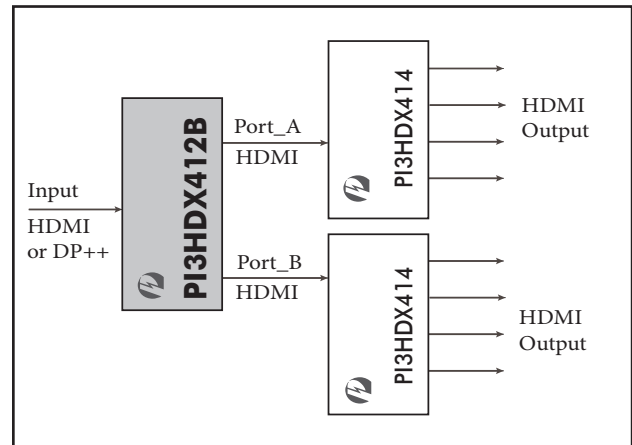 Input
HDMI
or DP++
PI3HDX412B
Port_A
HDMI
Port_B
HDMI
PI3HDX414
HDMI
Output
PI3HDX414
HDMI
Output